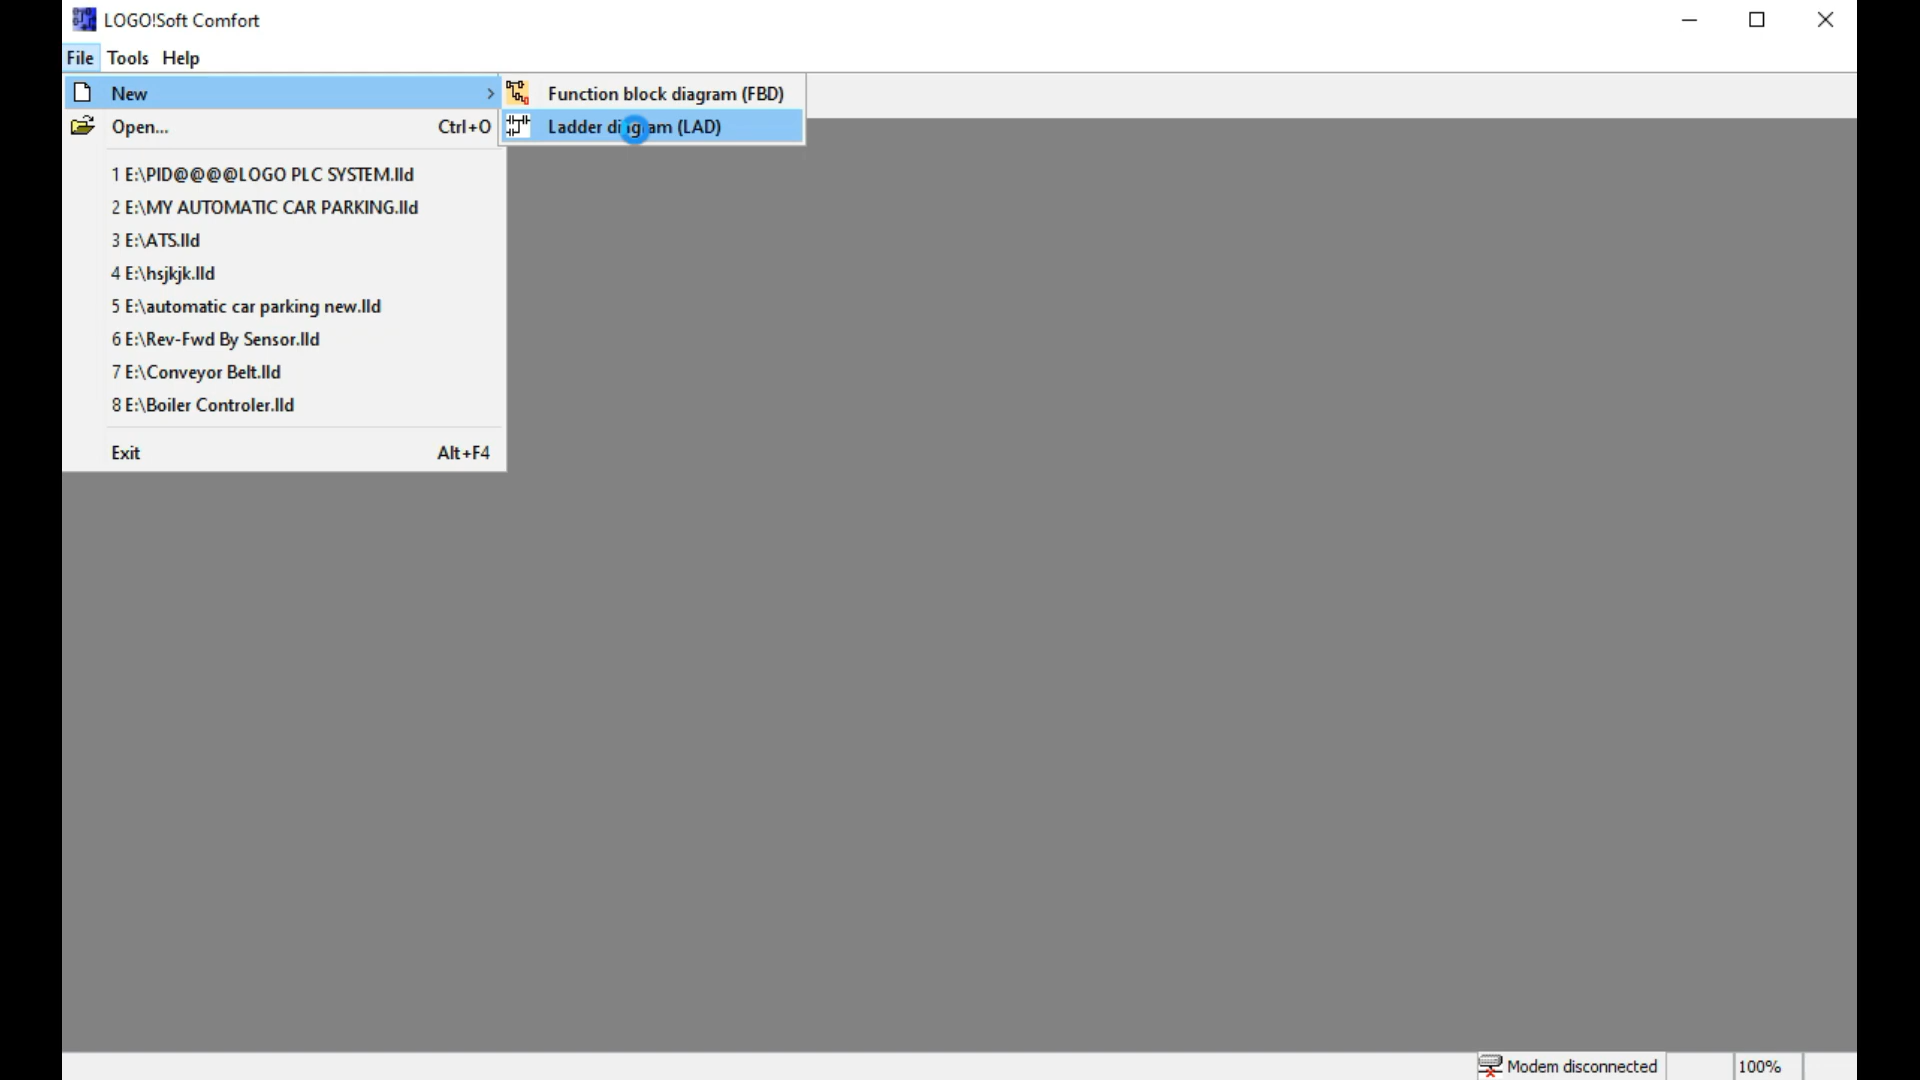 LOGO!Soft Comfort
File Tools Help
New
Function block diagram (FBD)
Open... Ctrl+O
Ladder diagram (LAD)
1 E:\PID@@@@LOGO PLC SYSTEM.lld
2 E:\MY AUTOMATIC CAR PARKING.lld
3 E:\ATS.lld
4 E:\hsjkjk.lld
5 E:\automatic car parking new.lld
6 E:\Rev-Fwd By Sensor.lld
7 E:\Conveyor Belt.lld
8 E:\Boiler Controler.lld
Exit Alt+F4
Modem disconnected 100%